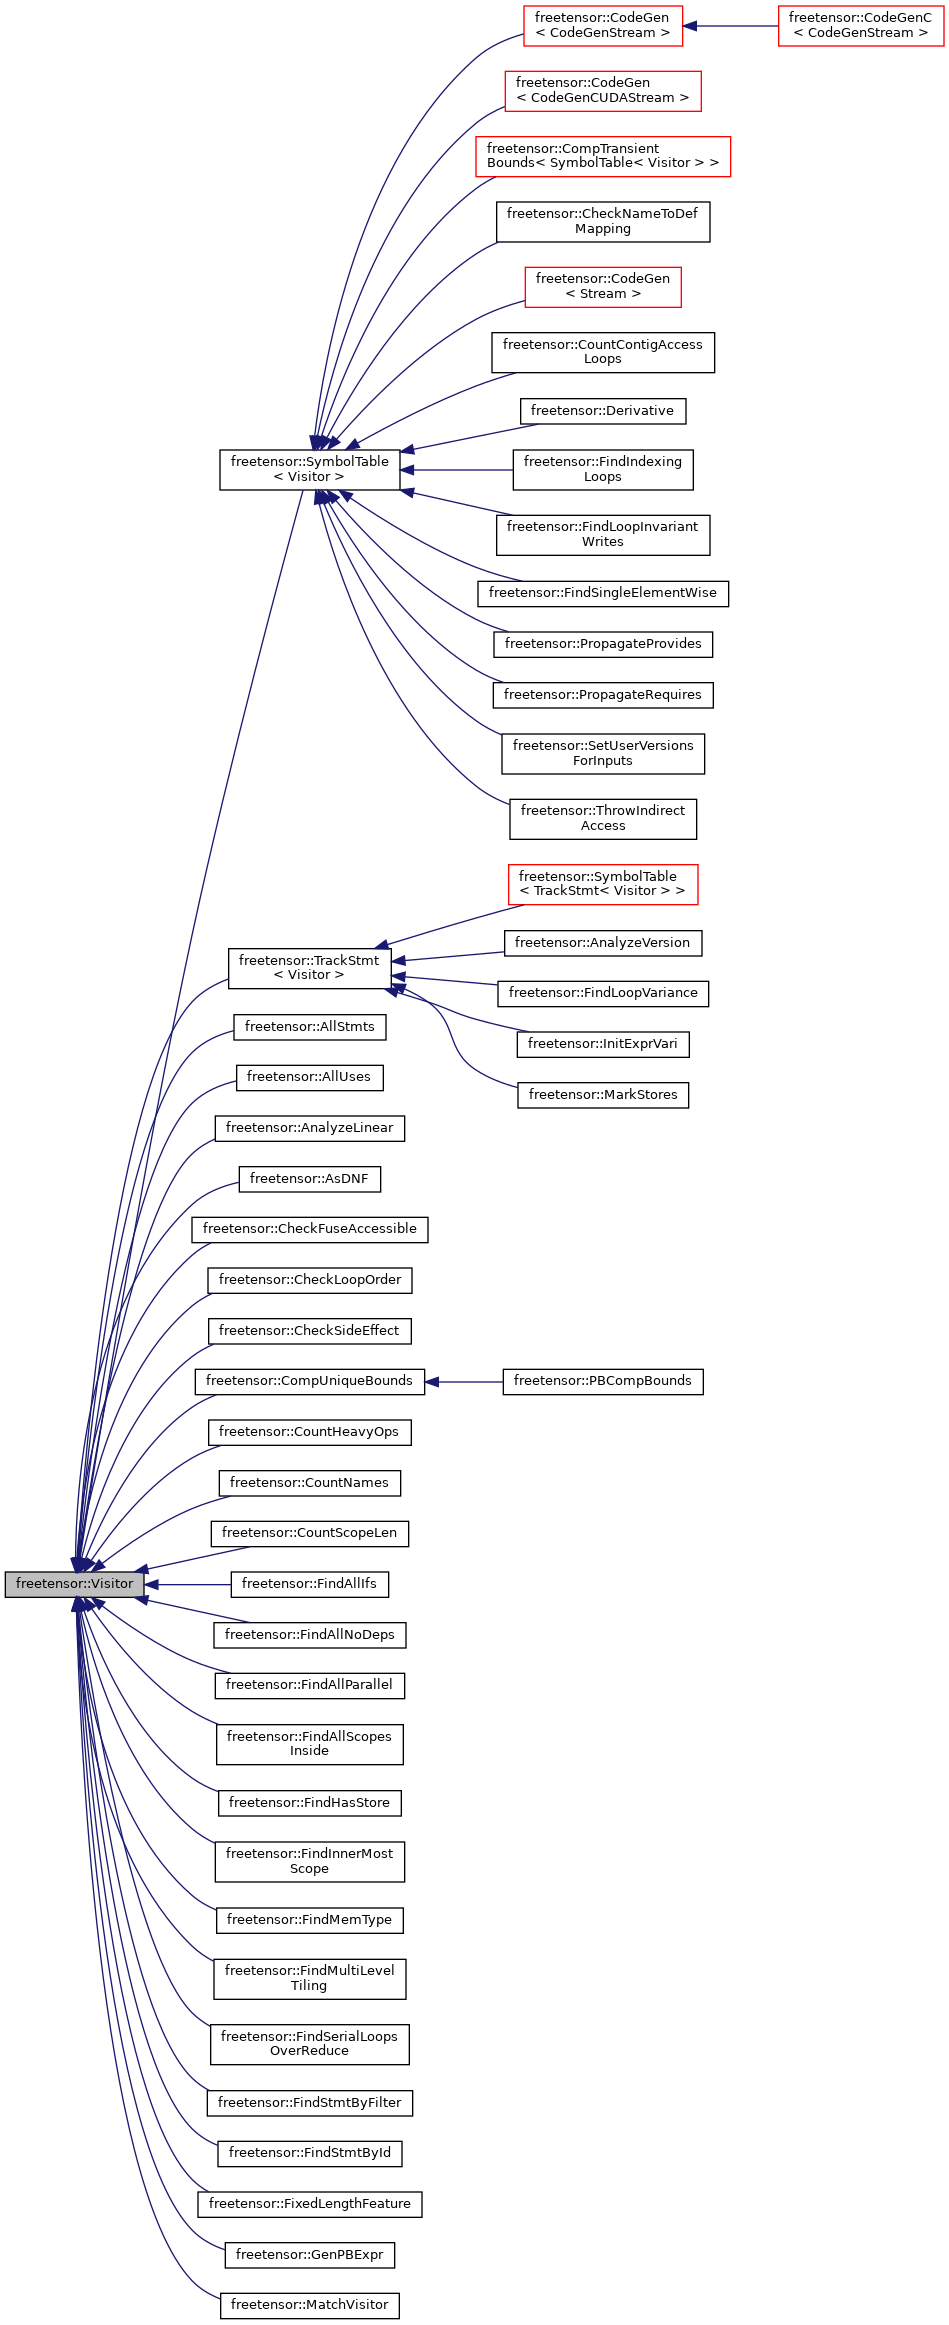 freetensor::CodeGen
< CodeGenStream >
freetensor::CodeGenC
< CodeGenStream >
freetensor::CodeGen
< CodeGenCUDAStream >
freetensor::CompTransient
Bounds< SymbolTable< Visitor > >
freetensor::CheckNameToDef
Mapping
freetensor::CodeGen
< Stream >
freetensor::CountContigAccess
Loops
freetensor::Derivative
freetensor::SymbolTable
< Visitor >
freetensor::FindIndexing
Loops
freetensor::FindLoopInvariant
Writes
freetensor::FindSingleElementWise
freetensor::PropagateProvides
freetensor::PropagateRequires
freetensor::SetUserVersions
ForInputs
freetensor::ThrowIndirect
Access
freetensor::SymbolTable
< TrackStmt< Visitor > >
freetensor::AnalyzeVersion
freetensor::TrackStmt
< Visitor >
freetensor::FindLoopVariance
freetensor::AllStmts
freetensor::InitExprVari
freetensor::AllUses
freetensor::MarkStores
freetensor::AnalyzeLinear
freetensor::AsDNF
freetensor::CheckFuseAccessible
freetensor::CheckLoopOrder
freetensor::CheckSideEffect
freetensor::CompUniqueBounds
freetensor::PBCompBounds
freetensor::CountHeavyOps
freetensor::CountNames
freetensor::CountScopeLen
freetensor::Visitor
freetensor::FindAllIfs
freetensor::FindAllNoDeps
freetensor::FindAllParallel
freetensor::FindAllScopes
Inside
freetensor::FindHasStore
freetensor::FindInnerMost
Scope
freetensor::FindMemType
freetensor::FindMultiLevel
Tiling
freetensor::FindSerialLoops
OverReduce
freetensor::FindStmtByFilter
freetensor::FindStmtById
freetensor::FixedLengthFeature
freetensor::GenPBExpr
freetensor::MatchVisitor